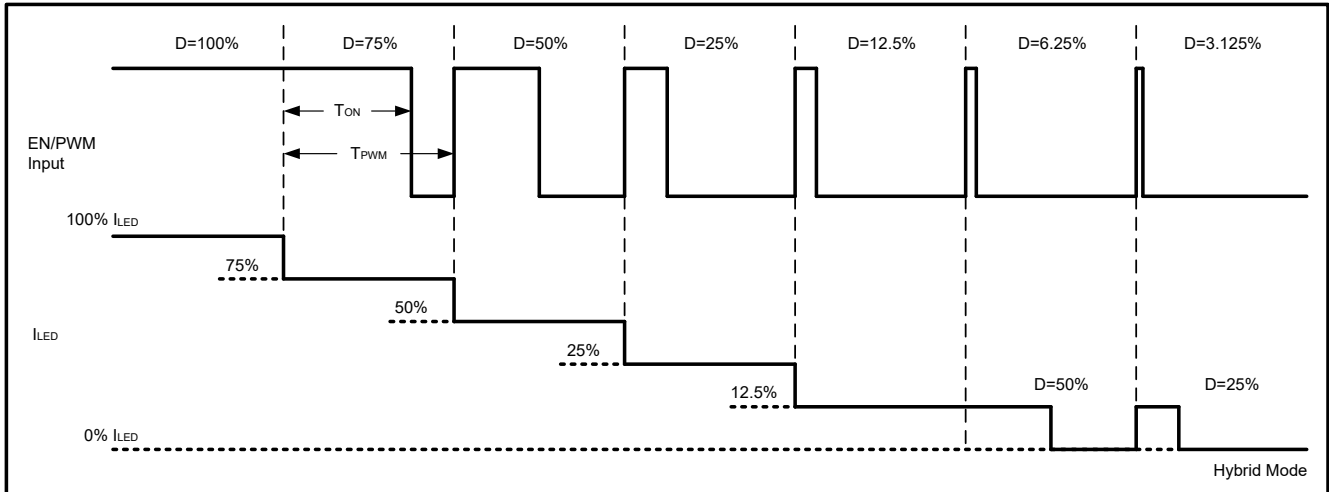 D=100% D=75% D=50% D=25% D=12.5% D=6.25% D=3.125%
TON
EN/PWM
Input
TPWM
100% ILED
75%
50%
ILED
25%
12.5%
D=50% D=25%
0% ILED
Hybrid Mode